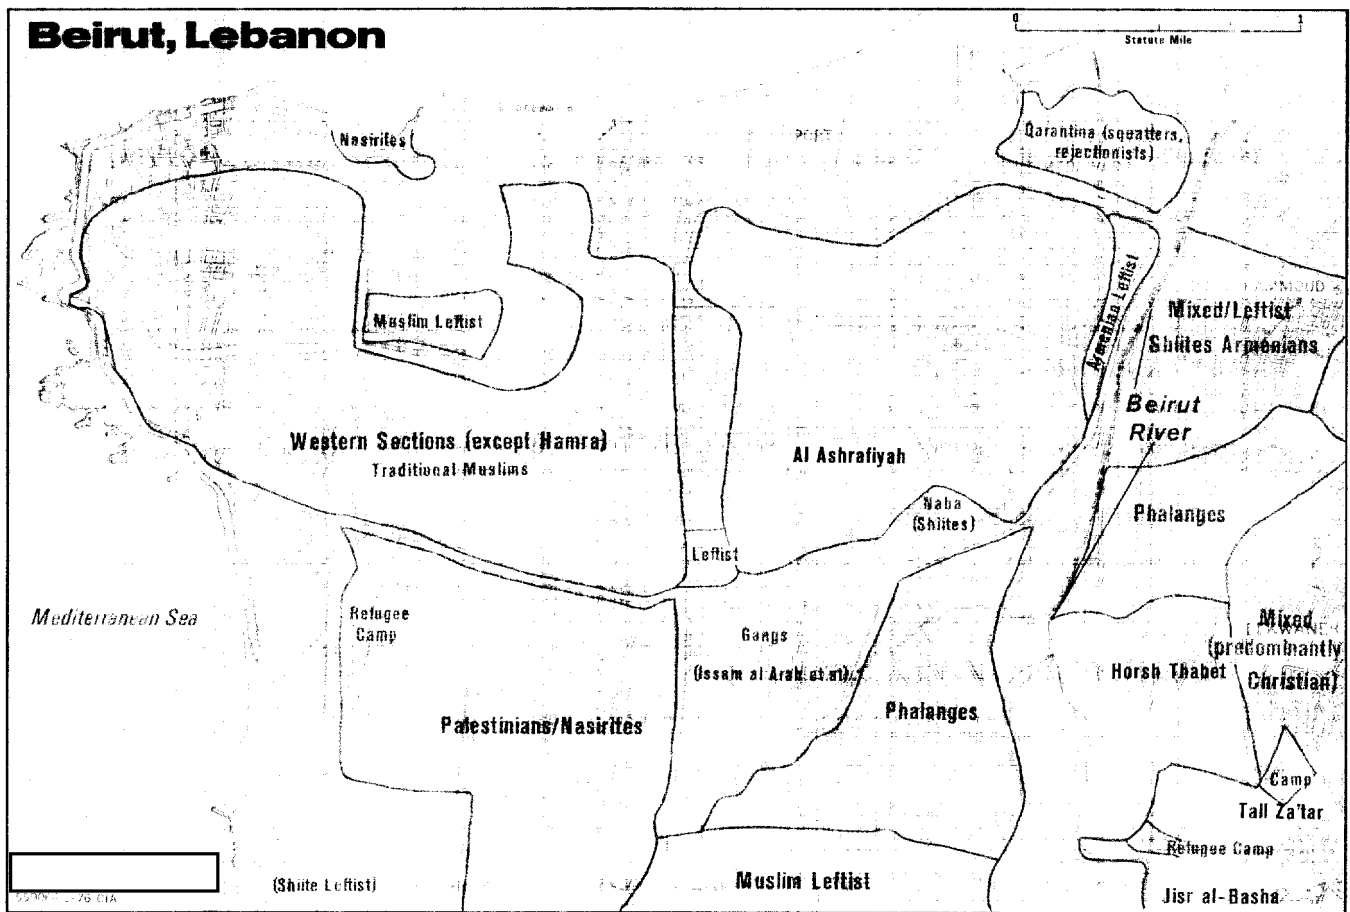 Beirut, Lebanon
0 1
Statute Mile
Nasirites
PORT
Qarantina (squatters,
rejectionists)
Muslim Leftist
Armenian Leftist
Mixed/Leftist
Shiites Armenians
Beirut
River
Western Sections (except Hamra)
Traditional Muslims
Al Ashrafiyah
Naba
(Shiites)
Phalanges
Leftist
Mediterranean Sea
Refugee
Camp
Gangs
(Issam al Arab et al)
Mixed
(predominantly
Christian)
Horsh Thabet
Palestinians/Nasirites
Phalanges
Camp
Tall Za'tar
Refugee Camp
(Shiite Leftist)
Muslim Leftist
Jisr al-Basha
76 CIA